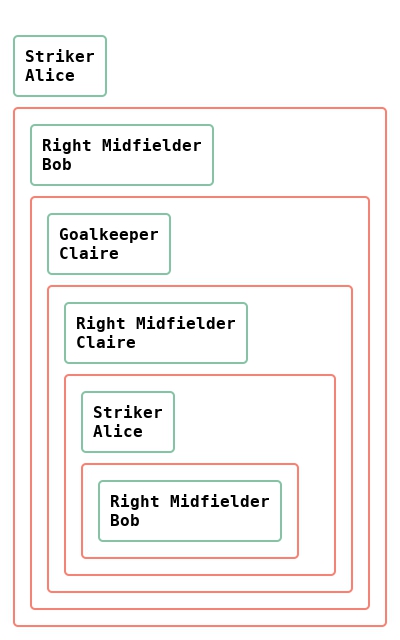 Striker
Alice
Right Midfielder
Bob
Goalkeeper
Claire
Right Midfielder
Claire
Striker
Alice
Right Midfielder
Bob